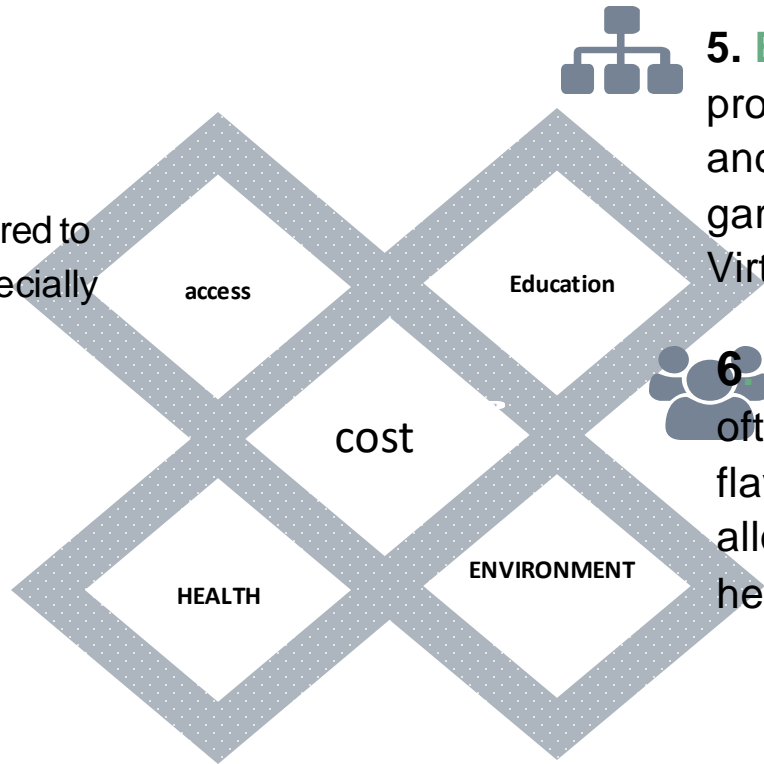 red to
ecially
access
HEALTH
cost
Education
ENVIRONMENT
5. E
pro
and
gar
Virt
6.
oft
fla
all
he